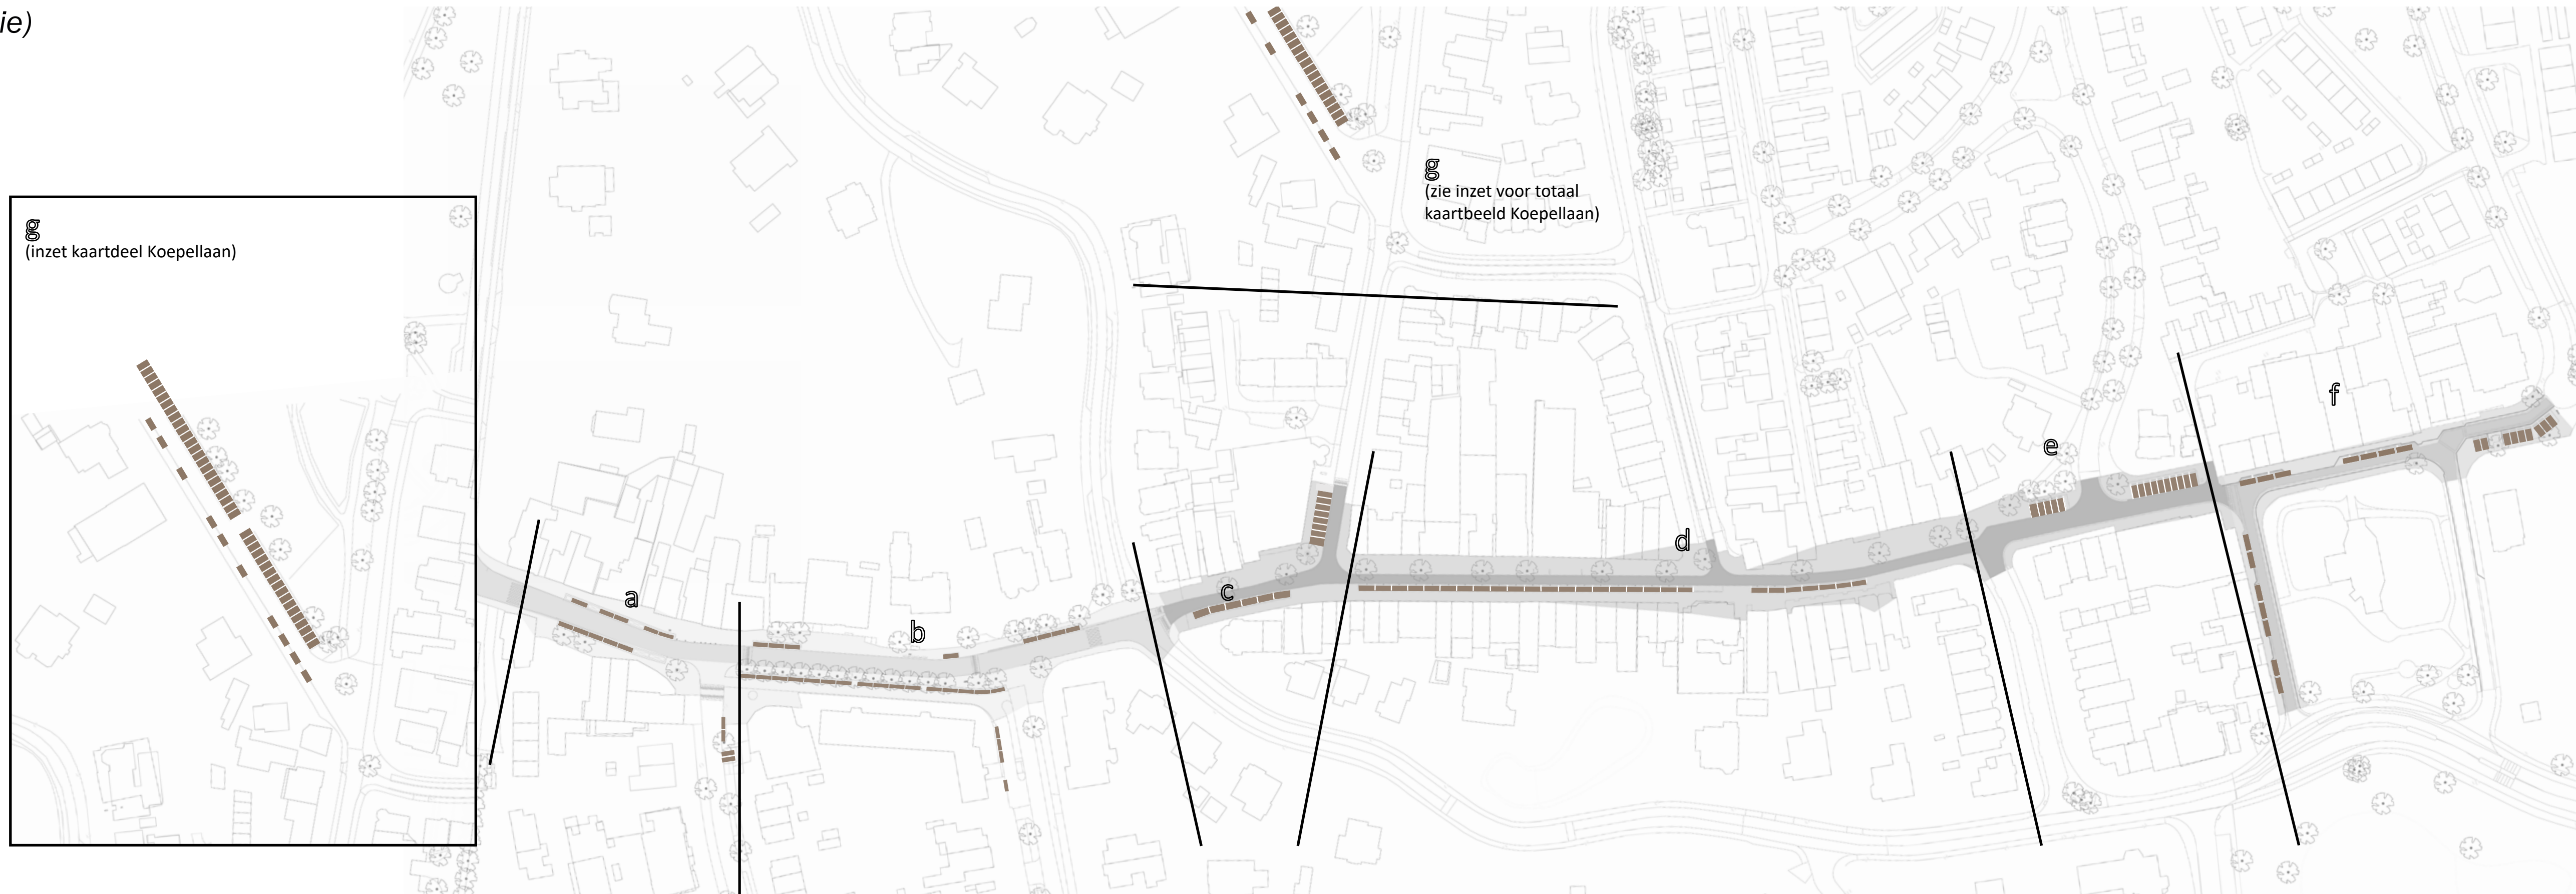 ie)
g
(zie inzet voor totaal
kaartbeeld Koepellaan)
g
(inzet kaartdeel Koepellaan)
a
b
c
d
e
f